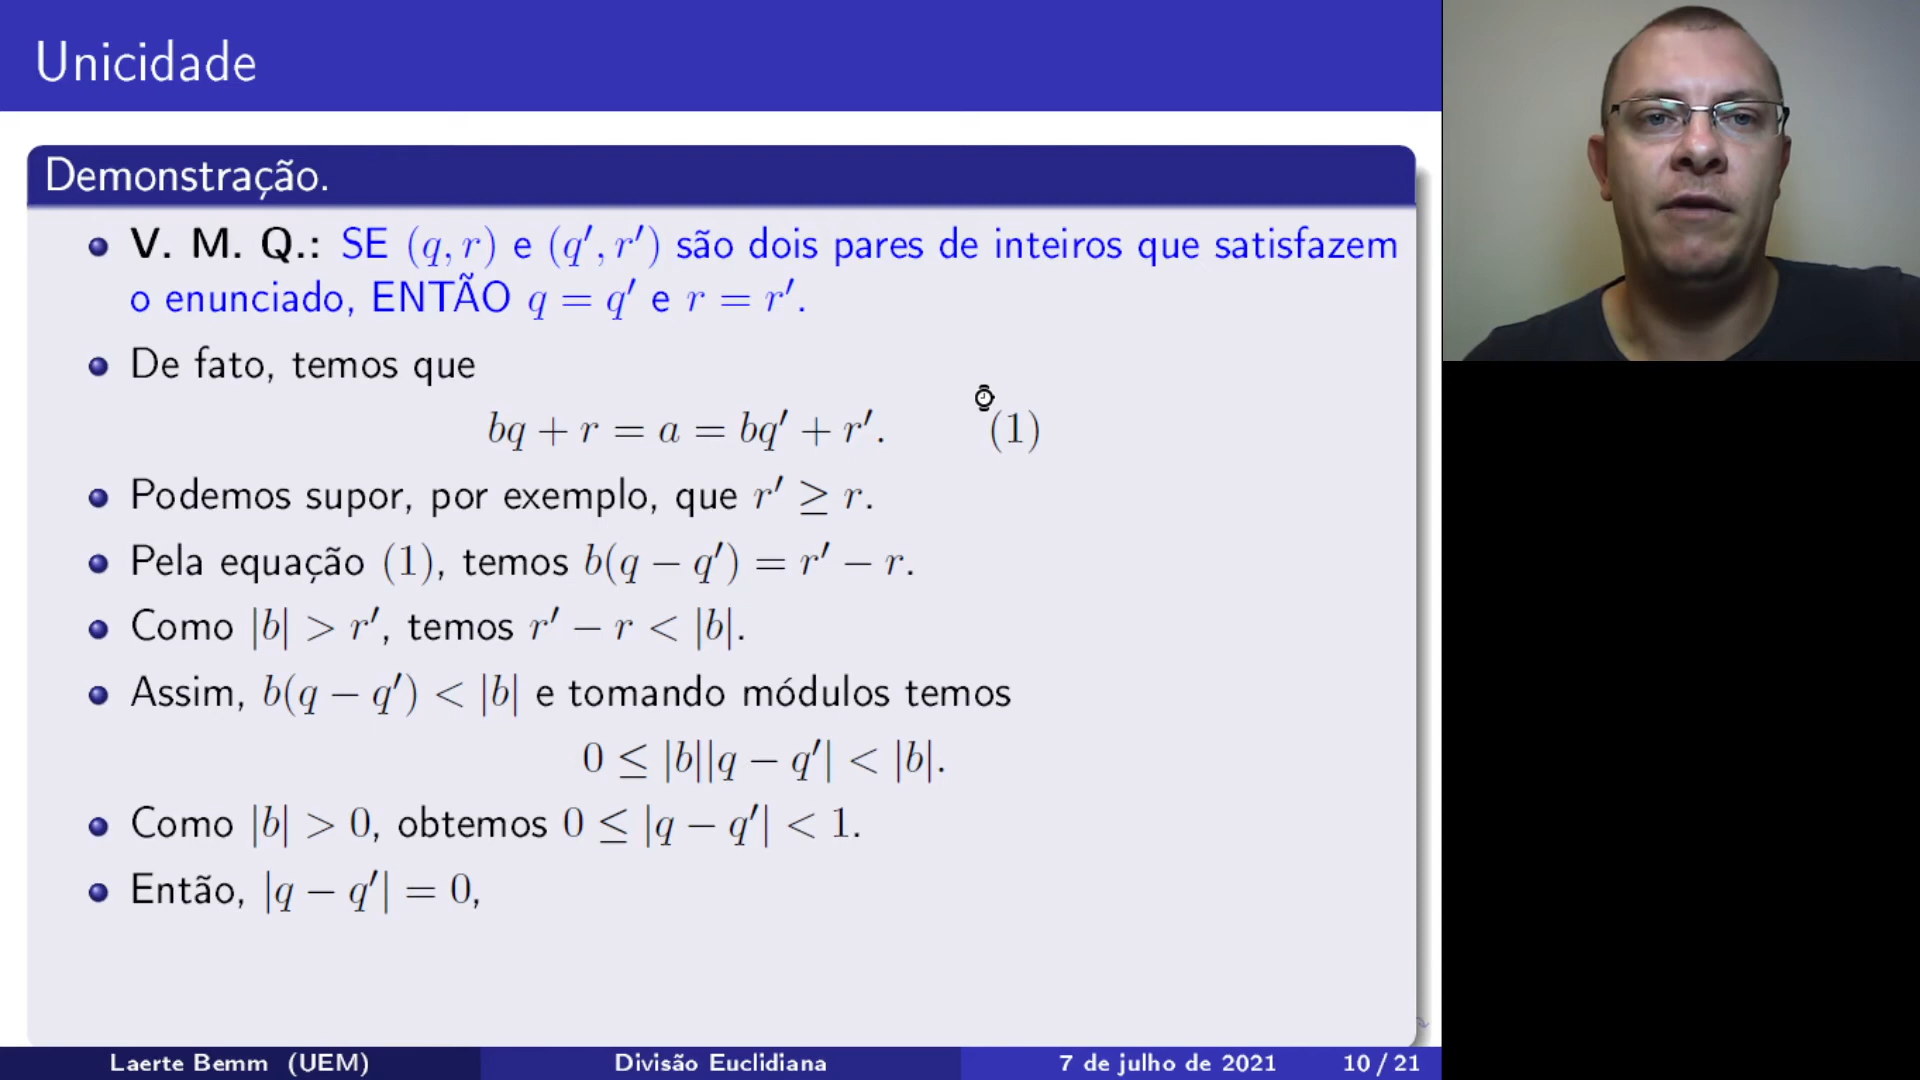 Unicidade
Demonstração.
V. M. Q.: SE (q, r) e (q′, r′) são dois pares de inteiros que satisfazem
o enunciado, ENTÃO q = q′ e r = r′.
De fato, temos que
bq + r = a = bq′ + r′. (1)
Podemos supor, por exemplo, que r′ ≥ r.
Pela equação (1), temos b(q − q′) = r′ − r.
Como |b| > r′, temos r′ − r < |b|.
Assim, b(q − q′) < |b| e tomando módulos temos
0 ≤ |b||q − q′| < |b|.
Como |b| > 0, obtemos 0 ≤ |q − q′| < 1.
Então, |q − q′| = 0,
Laerte Bemm (UEM) Divisão Euclidiana 7 de julho de 2021 10 / 21